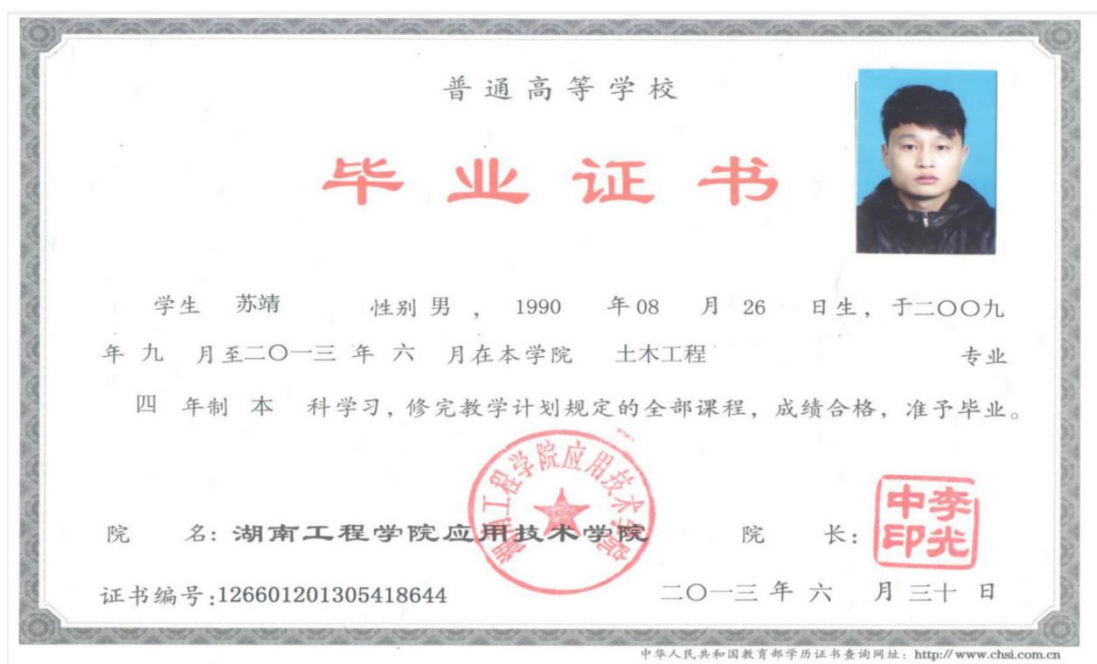 普通高等学校
毕业证书
学生 苏靖 性别 男 , 1990 年 08 月 26 日生, 于二〇〇九
年 九 月至二〇一三 年 六 月在本学院 土木工程 专业
四 年制 本 科学习, 修完教学计划规定的全部课程, 成绩合格, 准予毕业。
湖南工程学院应用技术学院
中李
印光
院 名: 湖南工程学院应用技术学院 院 长:
证书编号:126601201305418644 二〇一三 年 六 月 三十 日
中华人民共和国教育部学历证书查询网址: http://www.chsi.com.cn